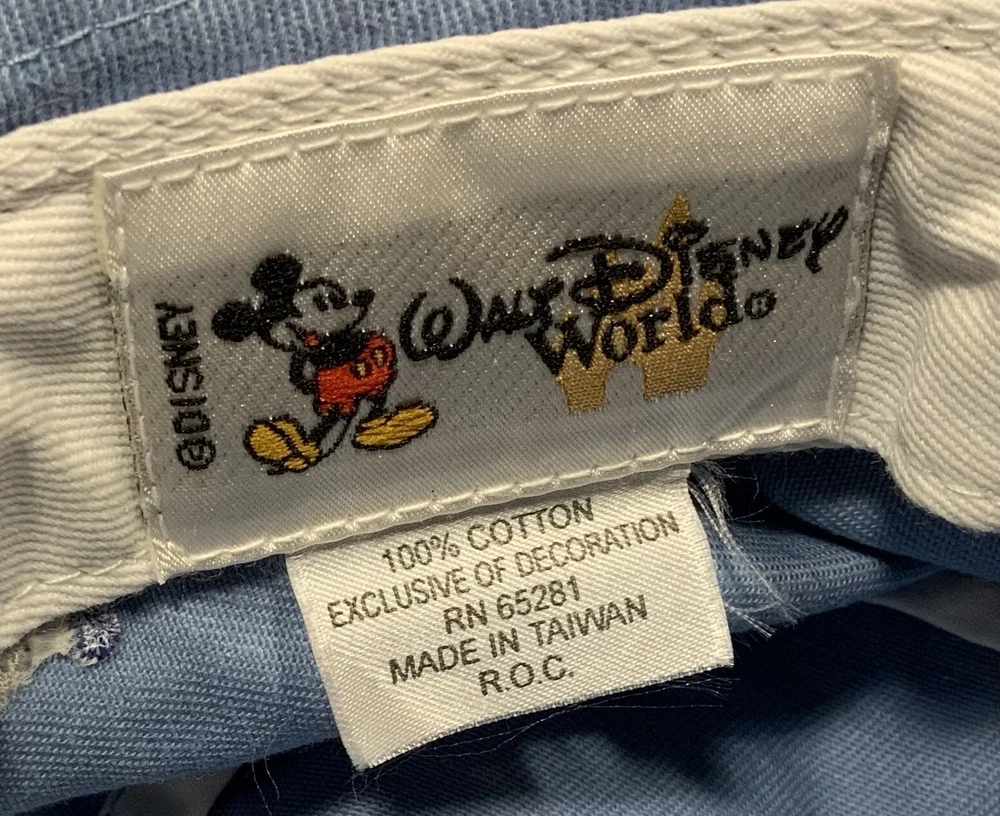 ©DISNEY
Walt Disney
World®
100% COTTON
EXCLUSIVE OF DECORATION
RN 65281
MADE IN TAIWAN
R.O.C.